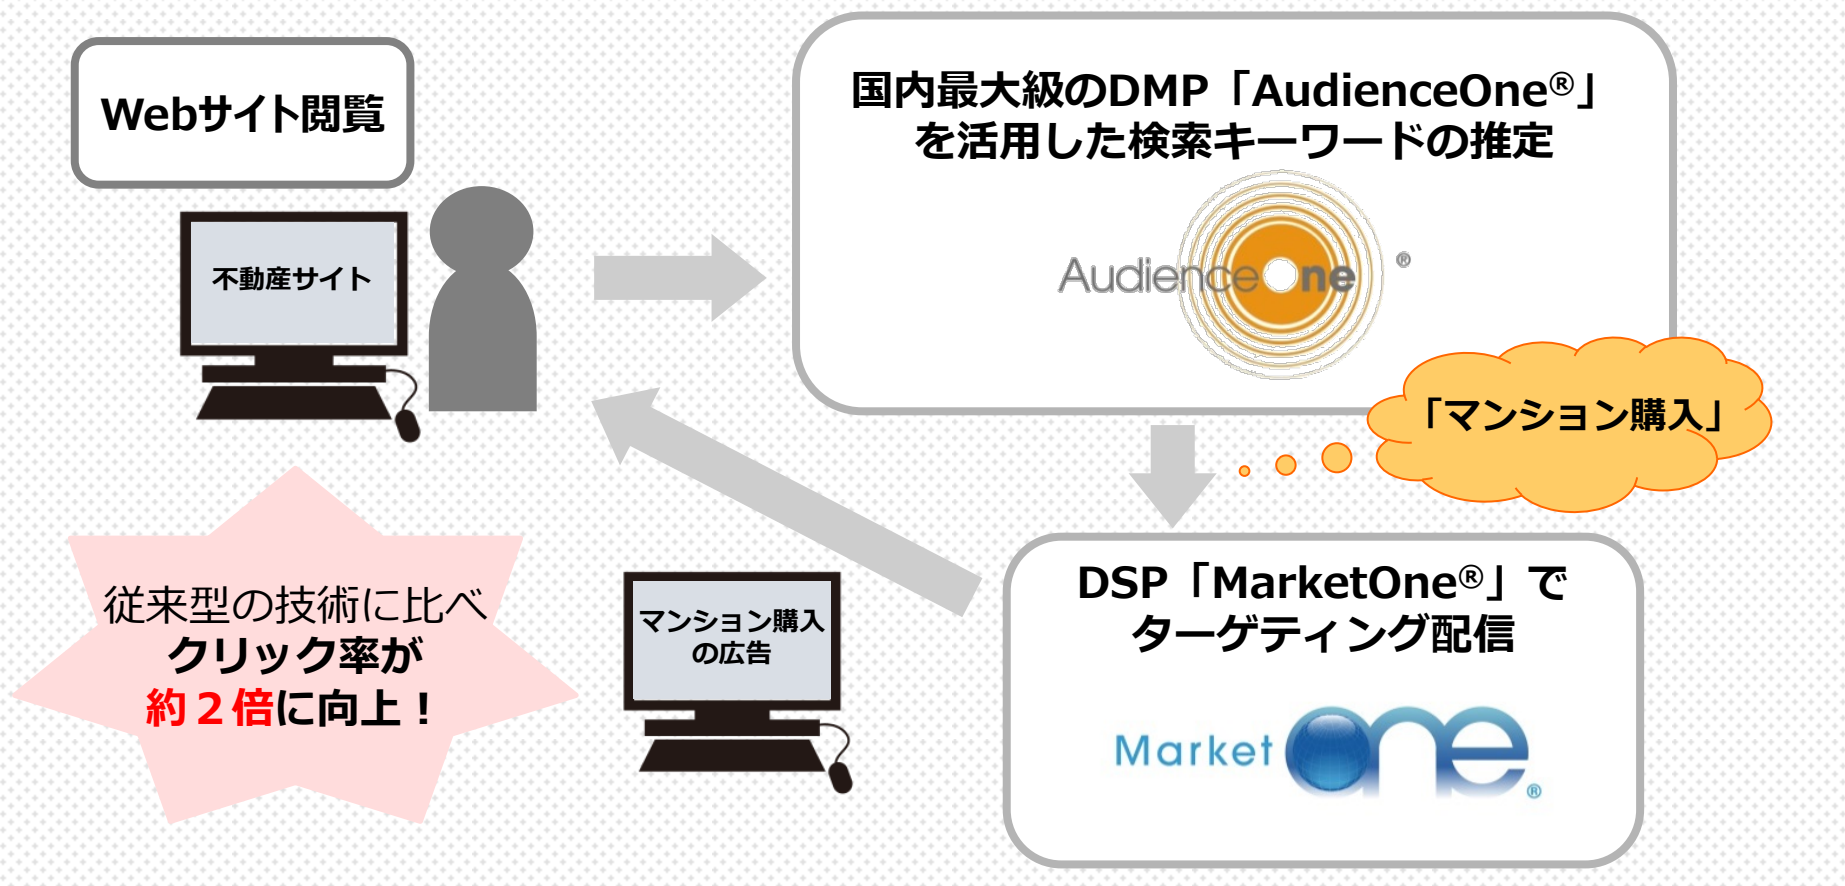 Webサイト閲覧
不動産サイト
国内最大級のDMP「AudienceOne®」
を活用した検索キーワードの推定
AudienceOne®
「マンション購入」
DSP「MarketOne®」で
ターゲティング配信
Market One®
マンション購入
の広告
従来型の技術に比べ
クリック率が
約２倍に向上！